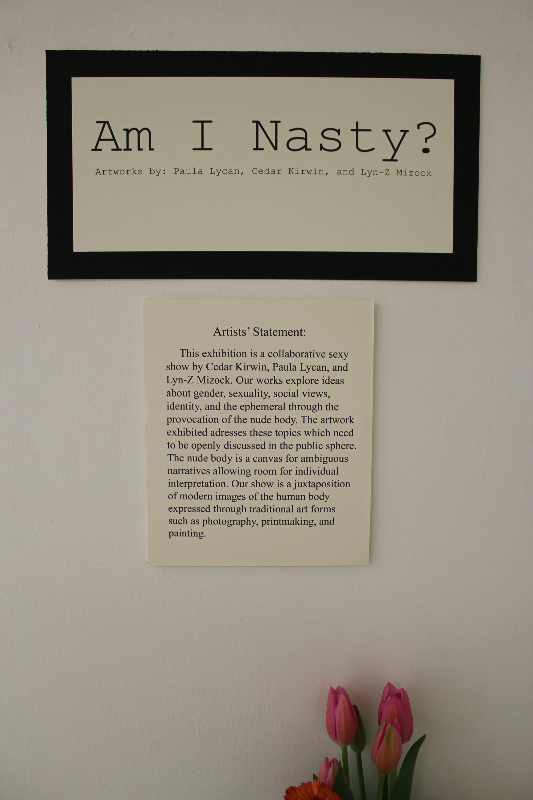 Am I Nasty?
Artworks by: Paula Lycan, Cedar Kirwin, and Lyn-Z Mizock
Artists' Statement:
This exhibition is a collaborative sexy
show by Cedar Kirwin, Paula Lycan, and
Lyn-Z Mizock. Our works explore ideas
about gender, sexuality, social views,
identity, and the ephemeral through the
provocation of the nude body. The artwork
exhibited adresses these topics which need
to be openly discussed in the public sphere.
The nude body is a canvas for ambiguous
narratives allowing room for individual
interpretation. Our show is a juxtaposition
of modern images of the human body
expressed through traditional art forms
such as photography, printmaking, and
painting.